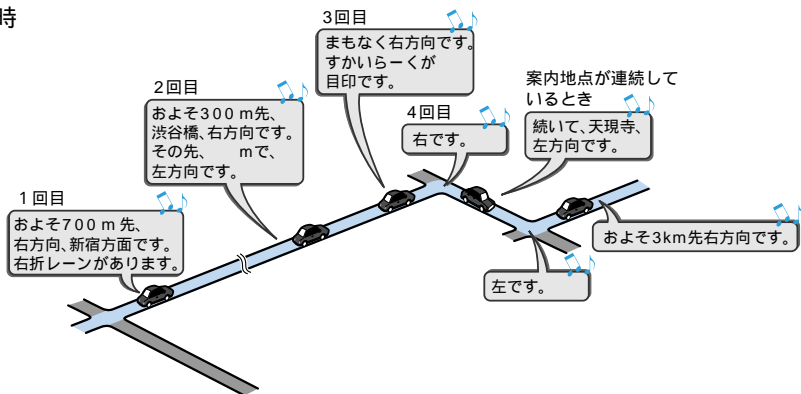 時
3回目
まもなく右方向です。
すかいらーくが
目印です。
2回目
およそ300m先、
渋谷橋、右方向です。
その先、 mで、
左方向です。
4回目
右です。
案内地点が連続して
いるとき
続いて、天現寺、
左方向です。
1回目
およそ700m先、
右方向、新宿方面です。
右折レーンがあります。
およそ3km先右方向です。
左です。